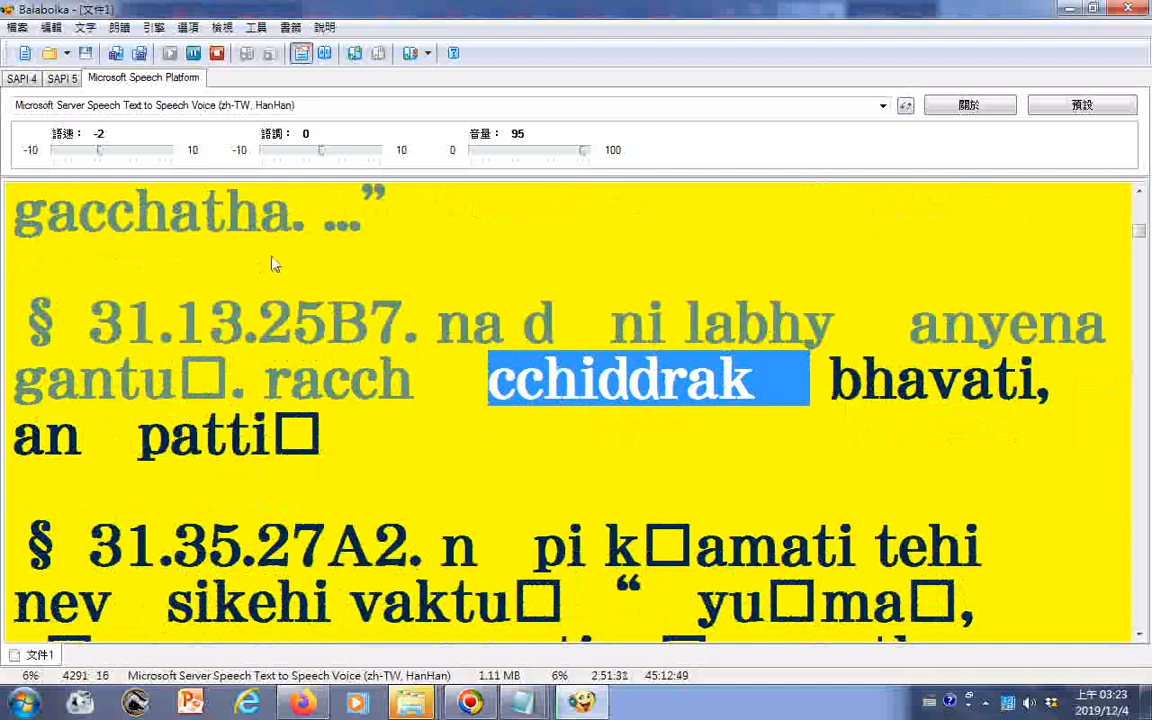 Balabolka - [文件1]
檔案 編輯 文字 朗讀 引擎 選項 檢視 工具 書籤 說明
SAPI 4 SAPI 5 Microsoft Speech Platform
Microsoft Server Speech Text to Speech Voice (zh-TW, HanHan) 關於 預設
語速： -2 語調： 0 音量： 95
-10 10 -10 10 0 100
gacchatha. ...”
§ 31.13.25B7. na d ni labhy anyena
gantu□. racch cchiddrak bhavati,
an patti□
§ 31.35.27A2. n pi k□amati tehi
nev sikehi vaktu□ “ yu□ma□,
文件1
6% 4291: 16 Microsoft Server Speech Text to Speech Voice (zh-TW, HanHan) 1.11 MB 6% 2:51:31 45:12:49
上午 03:23
2019/12/4